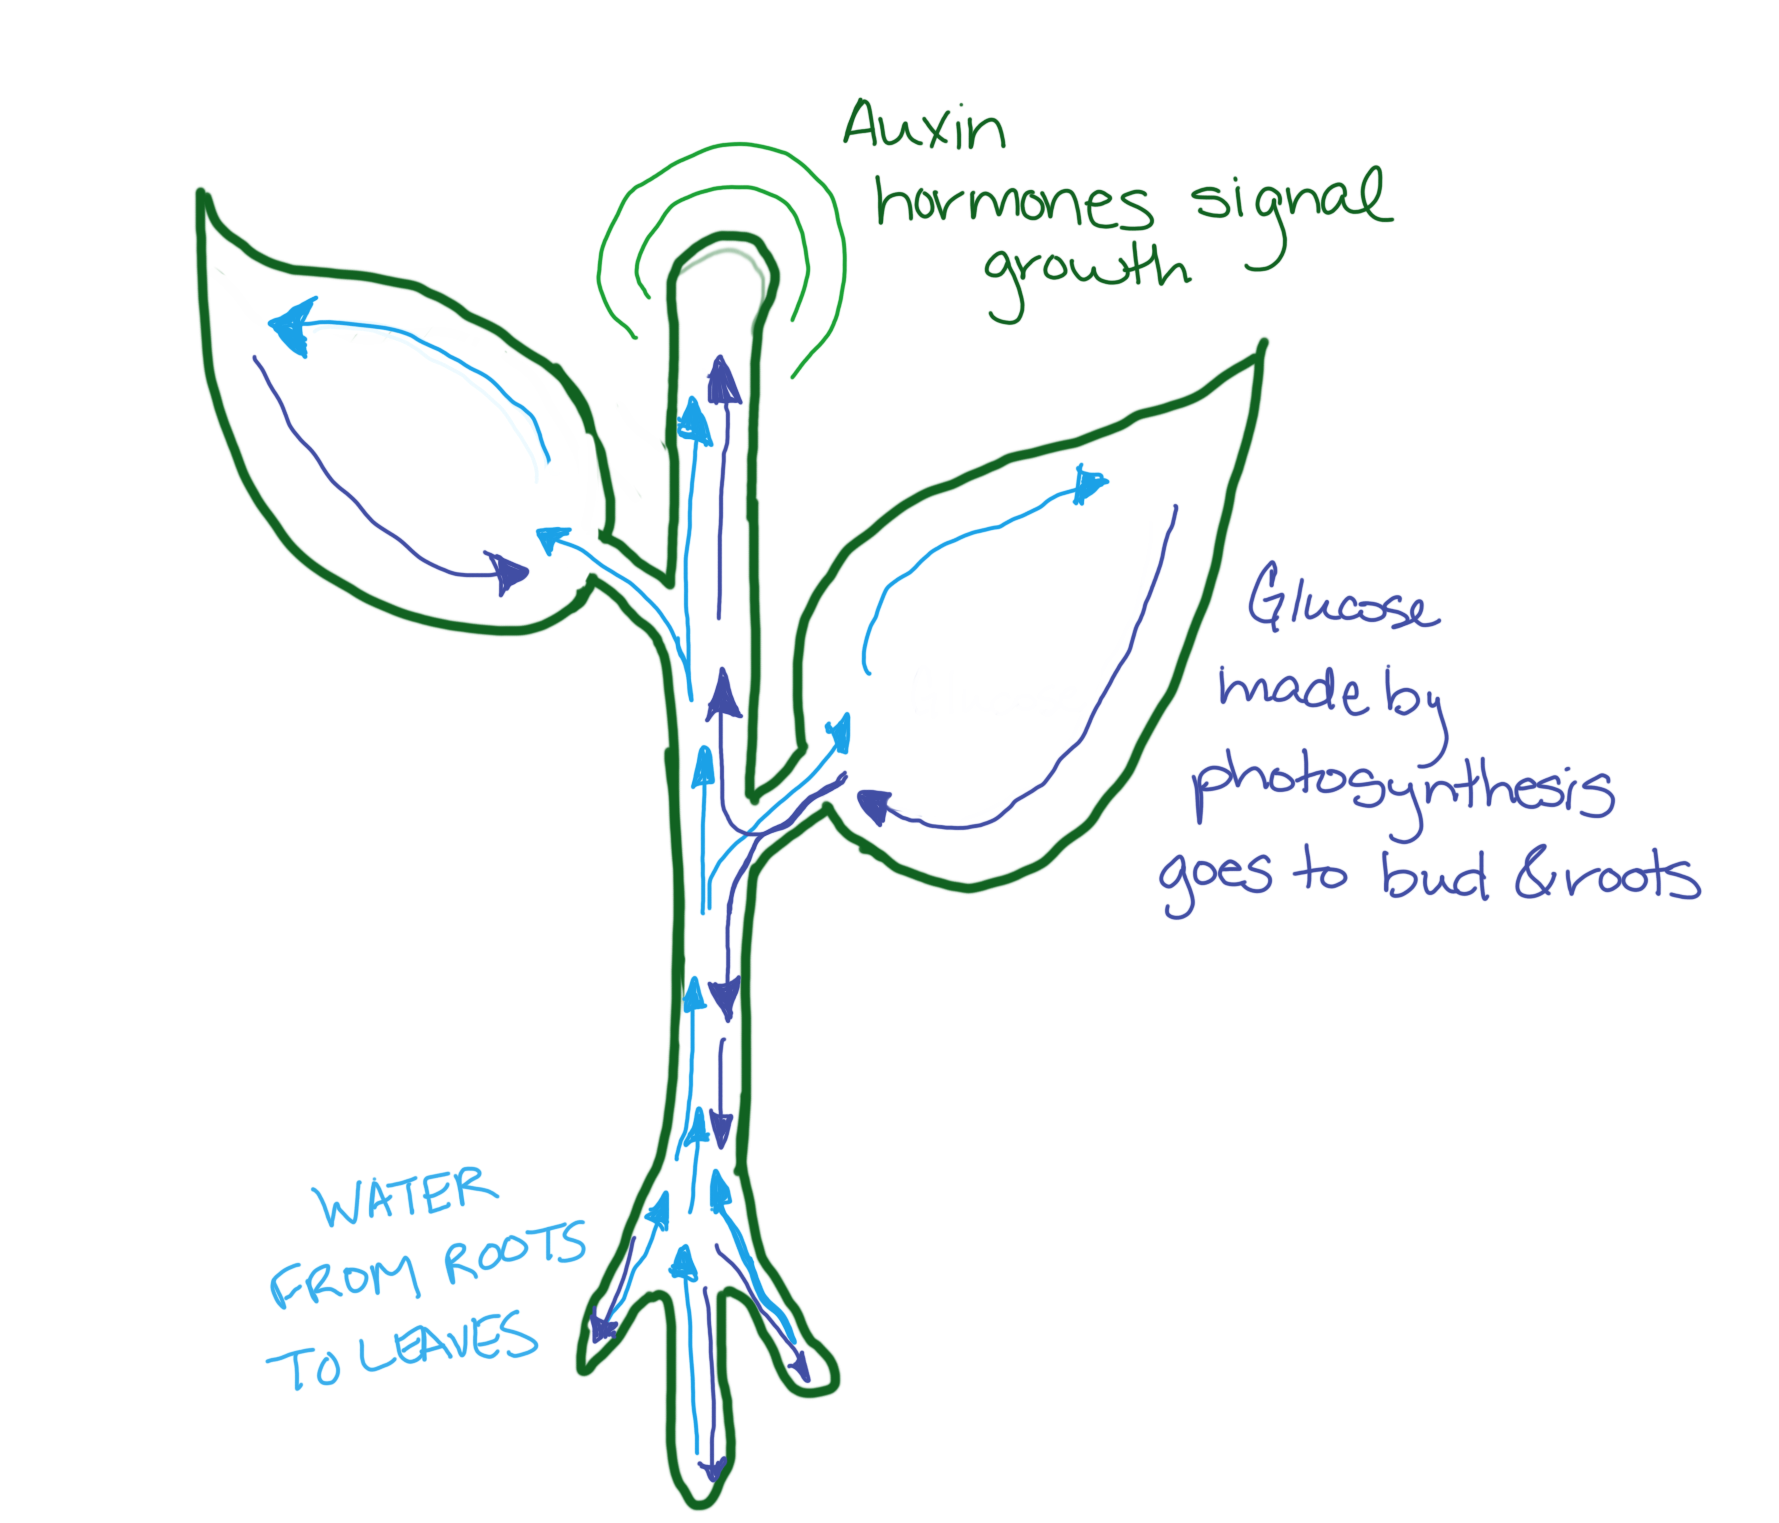 Auxin
hormones signal
growth
Glucose
made by
photosynthesis
goes to bud & roots
WATER
FROM ROOTS
TO LEAVES